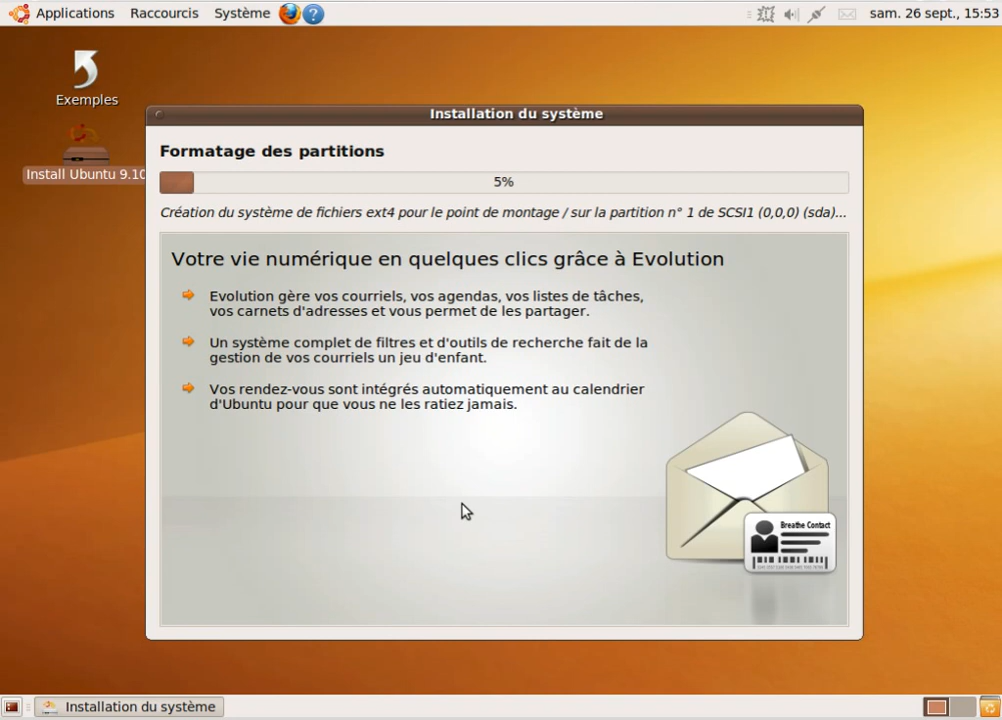 Applications Raccourcis Système sam. 26 sept., 15:53
Exemples
Install Ubuntu 9.10
Installation du système
Formatage des partitions
5%
Création du système de fichiers ext4 pour le point de montage / sur la partition n° 1 de SCSI1 (0,0,0) (sda)...
Votre vie numérique en quelques clics grâce à Evolution
Evolution gère vos courriels, vos agendas, vos listes de tâches,
vos carnets d'adresses et vous permet de les partager.
Un système complet de filtres et d'outils de recherche fait de la
gestion de vos courriels un jeu d'enfant.
Vos rendez-vous sont intégrés automatiquement au calendrier
d'Ubuntu pour que vous ne les ratiez jamais.
Breathe Contact
Installation du système